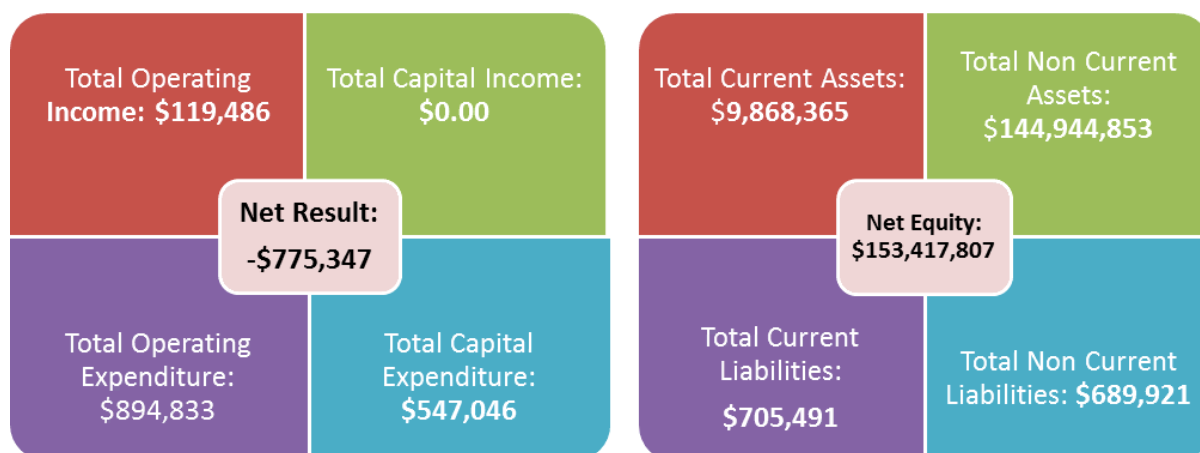 Total Operating
Income: $119,486
Total Capital Income:
$0.00
Net Result:
-$775,347
Total Operating
Expenditure:
$894,833
Total Capital
Expenditure:
$547,046
Total Current Assets:
$9,868,365
Total Non Current
Assets:
$144,944,853
Net Equity:
$153,417,807
Total Current
Liabilities:
$705,491
Total Non Current
Liabilities: $689,921